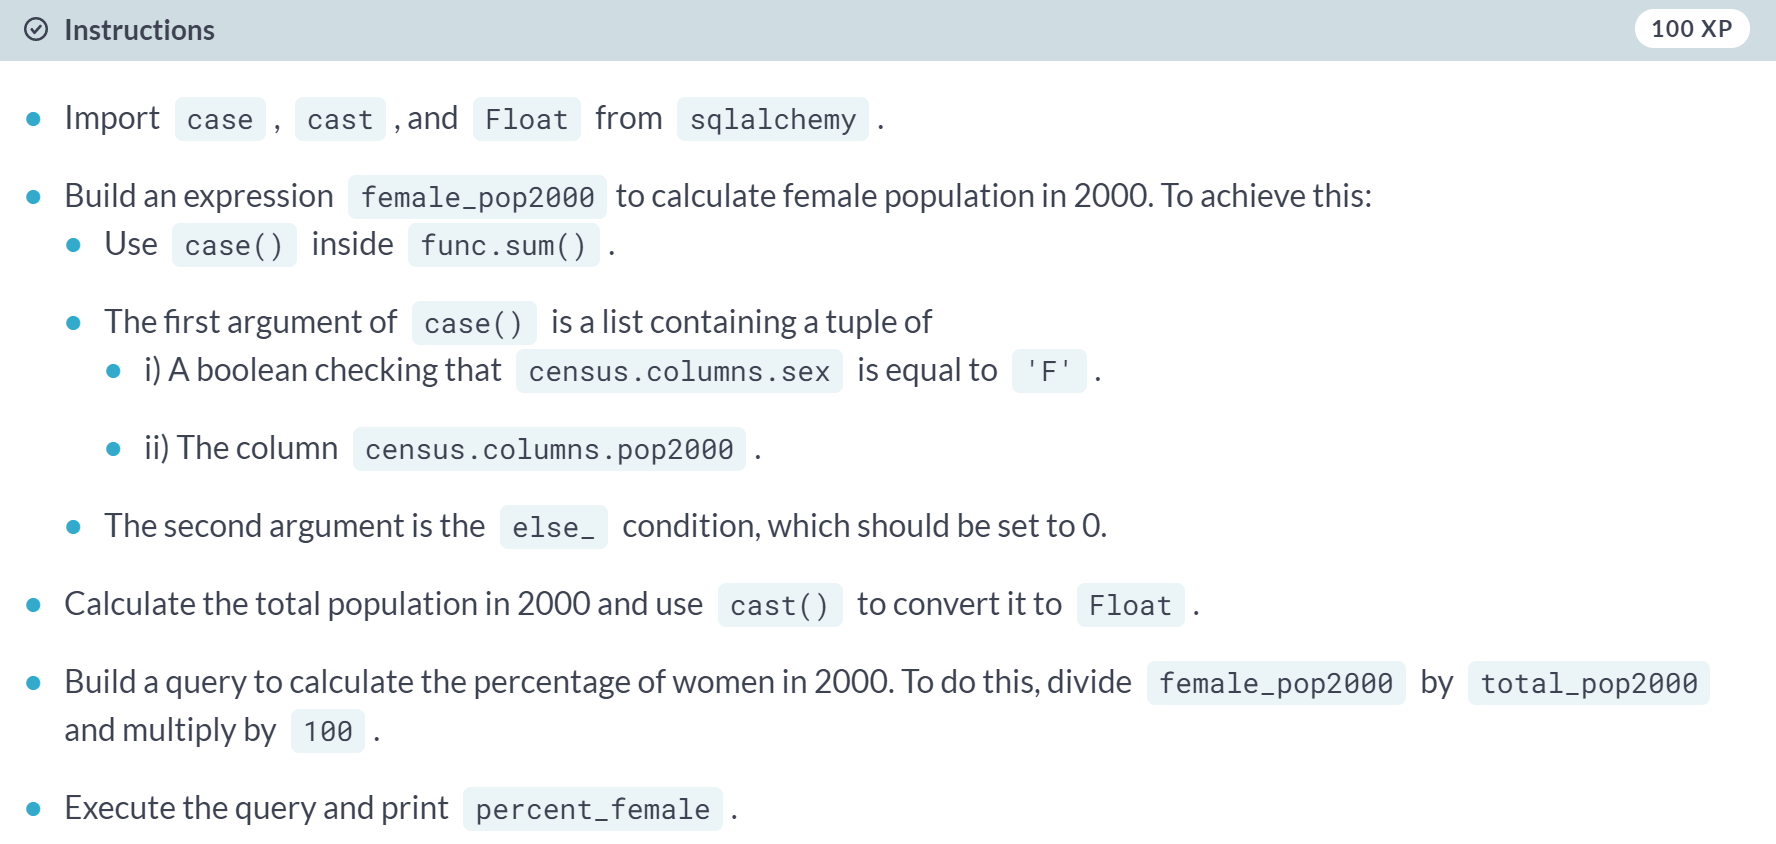 Instructions
100 XP
Import case , cast , and Float from sqlalchemy .
Build an expression female_pop2000 to calculate female population in 2000. To achieve this:
Use case() inside func.sum() .
The first argument of case() is a list containing a tuple of
i) A boolean checking that census.columns.sex is equal to 'F' .
ii) The column census.columns.pop2000 .
The second argument is the else_ condition, which should be set to 0.
Calculate the total population in 2000 and use cast() to convert it to Float .
Build a query to calculate the percentage of women in 2000. To do this, divide female_pop2000 by total_pop2000
and multiply by 100 .
Execute the query and print percent_female .